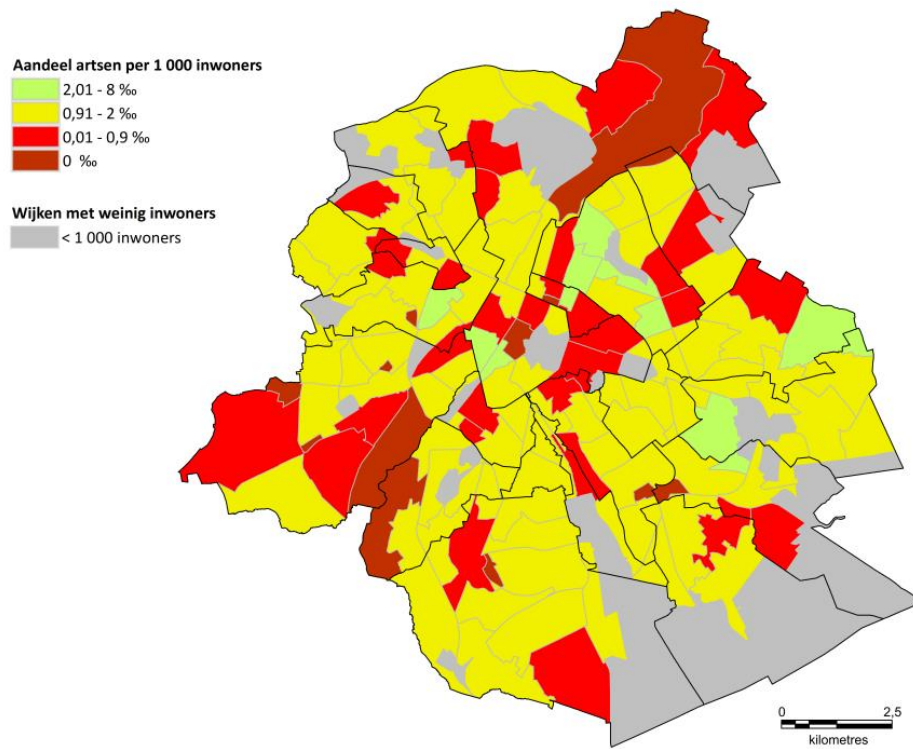 Aandeel artsen per 1 000 inwoners
2,01 - 8 ‰
0,91 - 2 ‰
0,01 - 0,9 ‰
0 ‰
Wijken met weinig inwoners
< 1 000 inwoners
0 2,5
kilometres